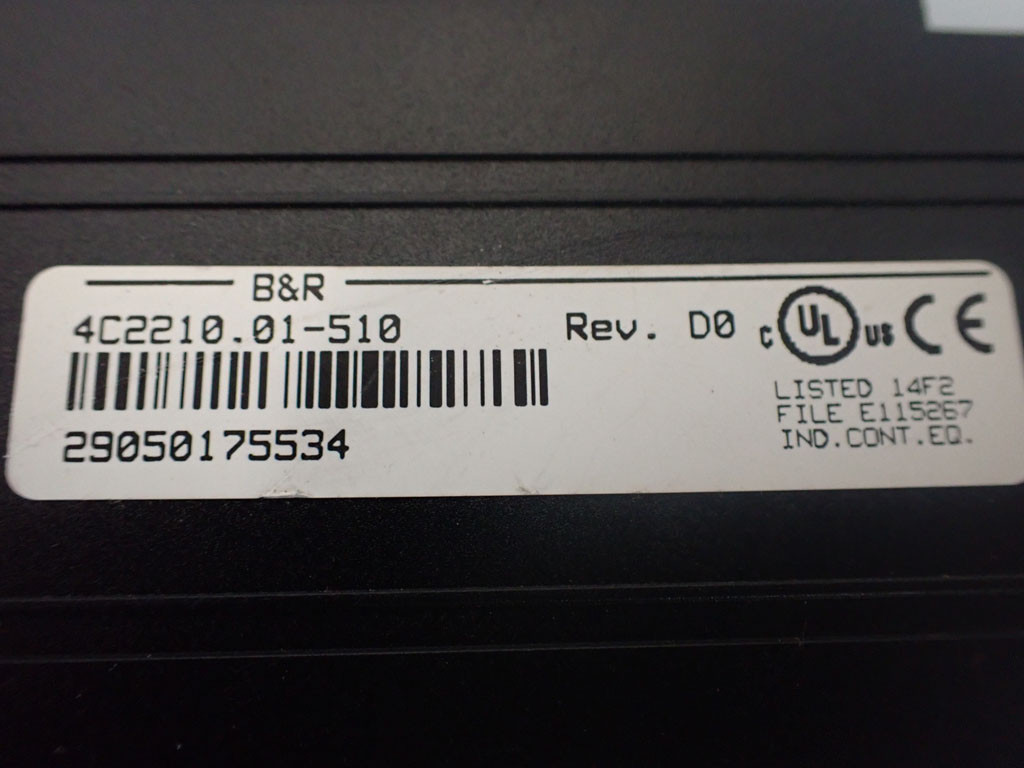 B&R
4C2210.01-510
Rev. D0
29050175534
C UL US CE
LISTED 14F2
FILE E115267
IND.CONT.EQ.